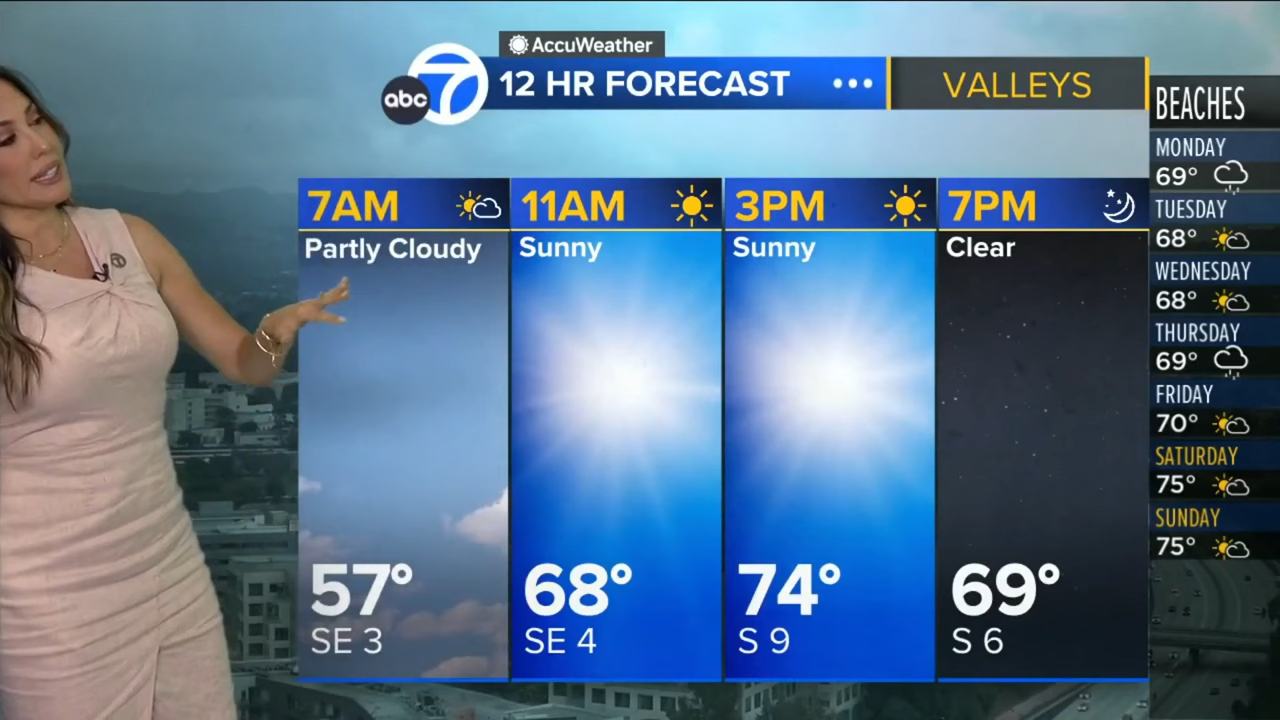 AccuWeather
abc 7 12 HR FORECAST VALLEYS
7AM
Partly Cloudy
57°
SE 3
11AM
Sunny
68°
SE 4
3PM
Sunny
74°
S 9
7PM
Clear
69°
S 6
BEACHES
MONDAY
69°
TUESDAY
68°
WEDNESDAY
68°
THURSDAY
69°
FRIDAY
70°
SATURDAY
75°
SUNDAY
75°